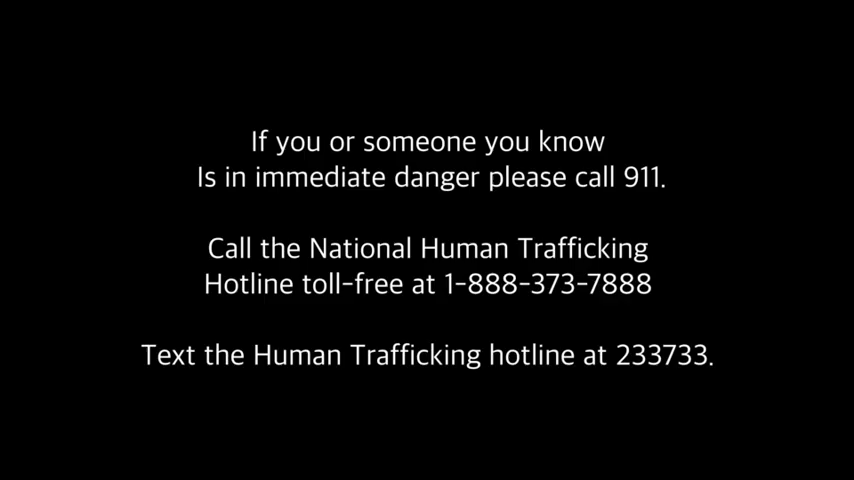 If you or someone you know
Is in immediate danger please call 911.
Call the National Human Trafficking
Hotline toll-free at 1-888-373-7888
Text the Human Trafficking hotline at 233733.